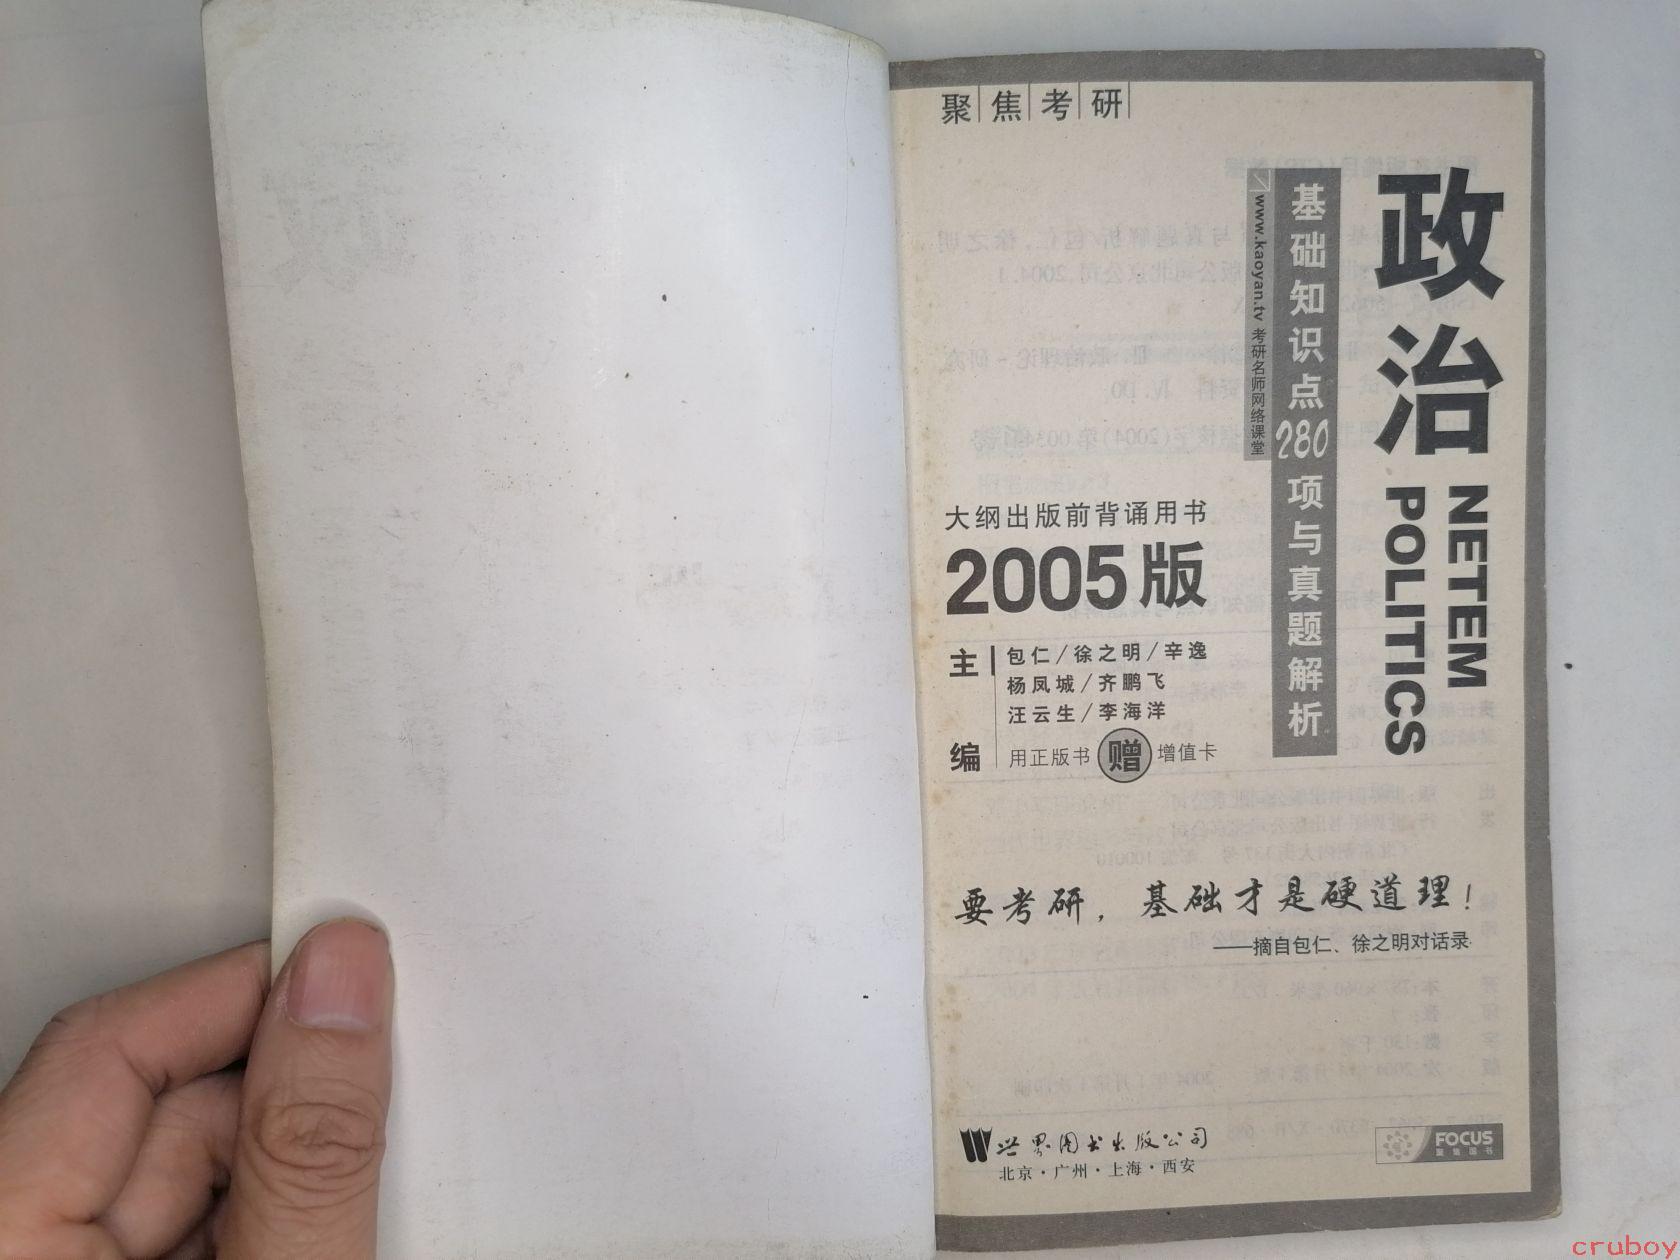 聚焦考研
政治
NETEM
POLITICS
基础知识点280项与真题解析
www.kaoyan.tv 考研名师网络课堂
大纲出版前背诵用书
2005版
主编
包仁/徐之明/辛逸
杨凤城/齐鹏飞
汪云生/李海洋
用正版书 赠 增值卡
要考研，基础才是硬道理！
——摘自包仁、徐之明对话录
世界图书出版公司
北京·广州·上海·西安
FOCUS
聚焦图书
cruboy